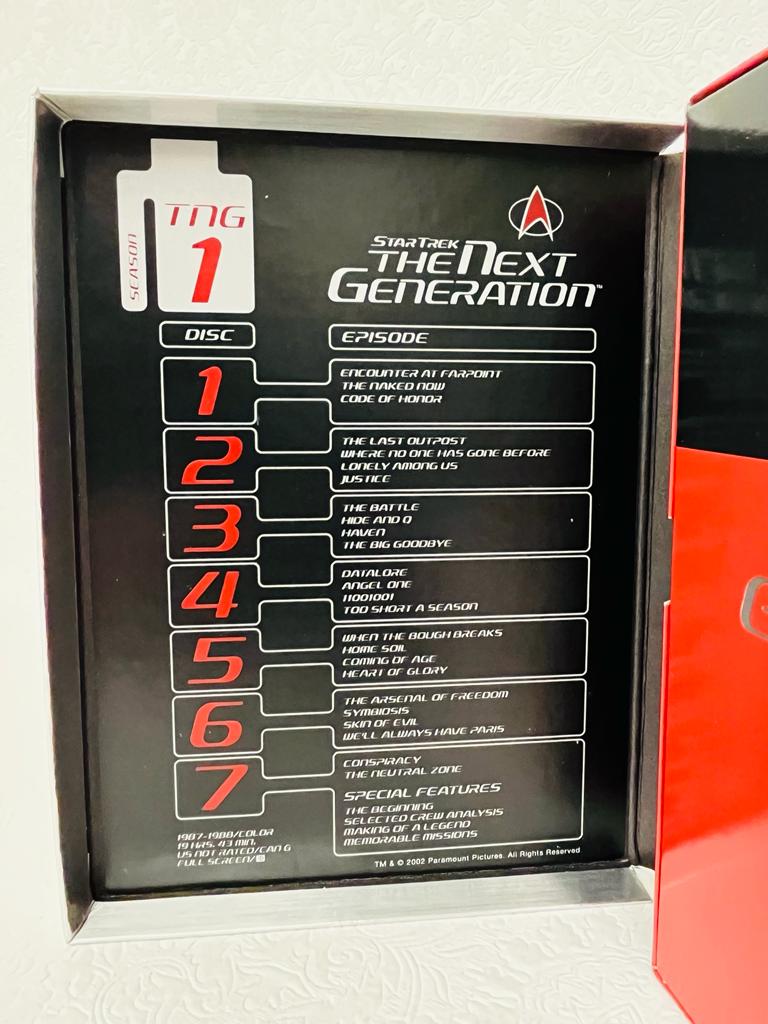 TNG
SEASON
1
STAR TREK
THE NEXT
GENERATION™
DISC
EPISODE
1
ENCOUNTER AT FARPOINT
THE NAKED NOW
CODE OF HONOR
2
THE LAST OUTPOST
WHERE NO ONE HAS GONE BEFORE
LONELY AMONG US
JUSTICE
3
THE BATTLE
HIDE AND Q
HAVEN
THE BIG GOODBYE
4
DATALORE
ANGEL ONE
11001001
TOO SHORT A SEASON
5
WHEN THE BOUGH BREAKS
HOME SOIL
COMING OF AGE
HEART OF GLORY
6
THE ARSENAL OF FREEDOM
SYMBIOSIS
SKIN OF EVIL
WE'LL ALWAYS HAVE PARIS
7
CONSPIRACY
THE NEUTRAL ZONE
SPECIAL FEATURES
THE BEGINNING
SELECTED CREW ANALYSIS
MAKING OF A LEGEND
MEMORABLE MISSIONS
1987-1988/COLOR
19 HRS. 43 MIN.
US NOT RATED/CAN G
FULL SCREEN/
TM & © 2002 Paramount Pictures. All Rights Reserved